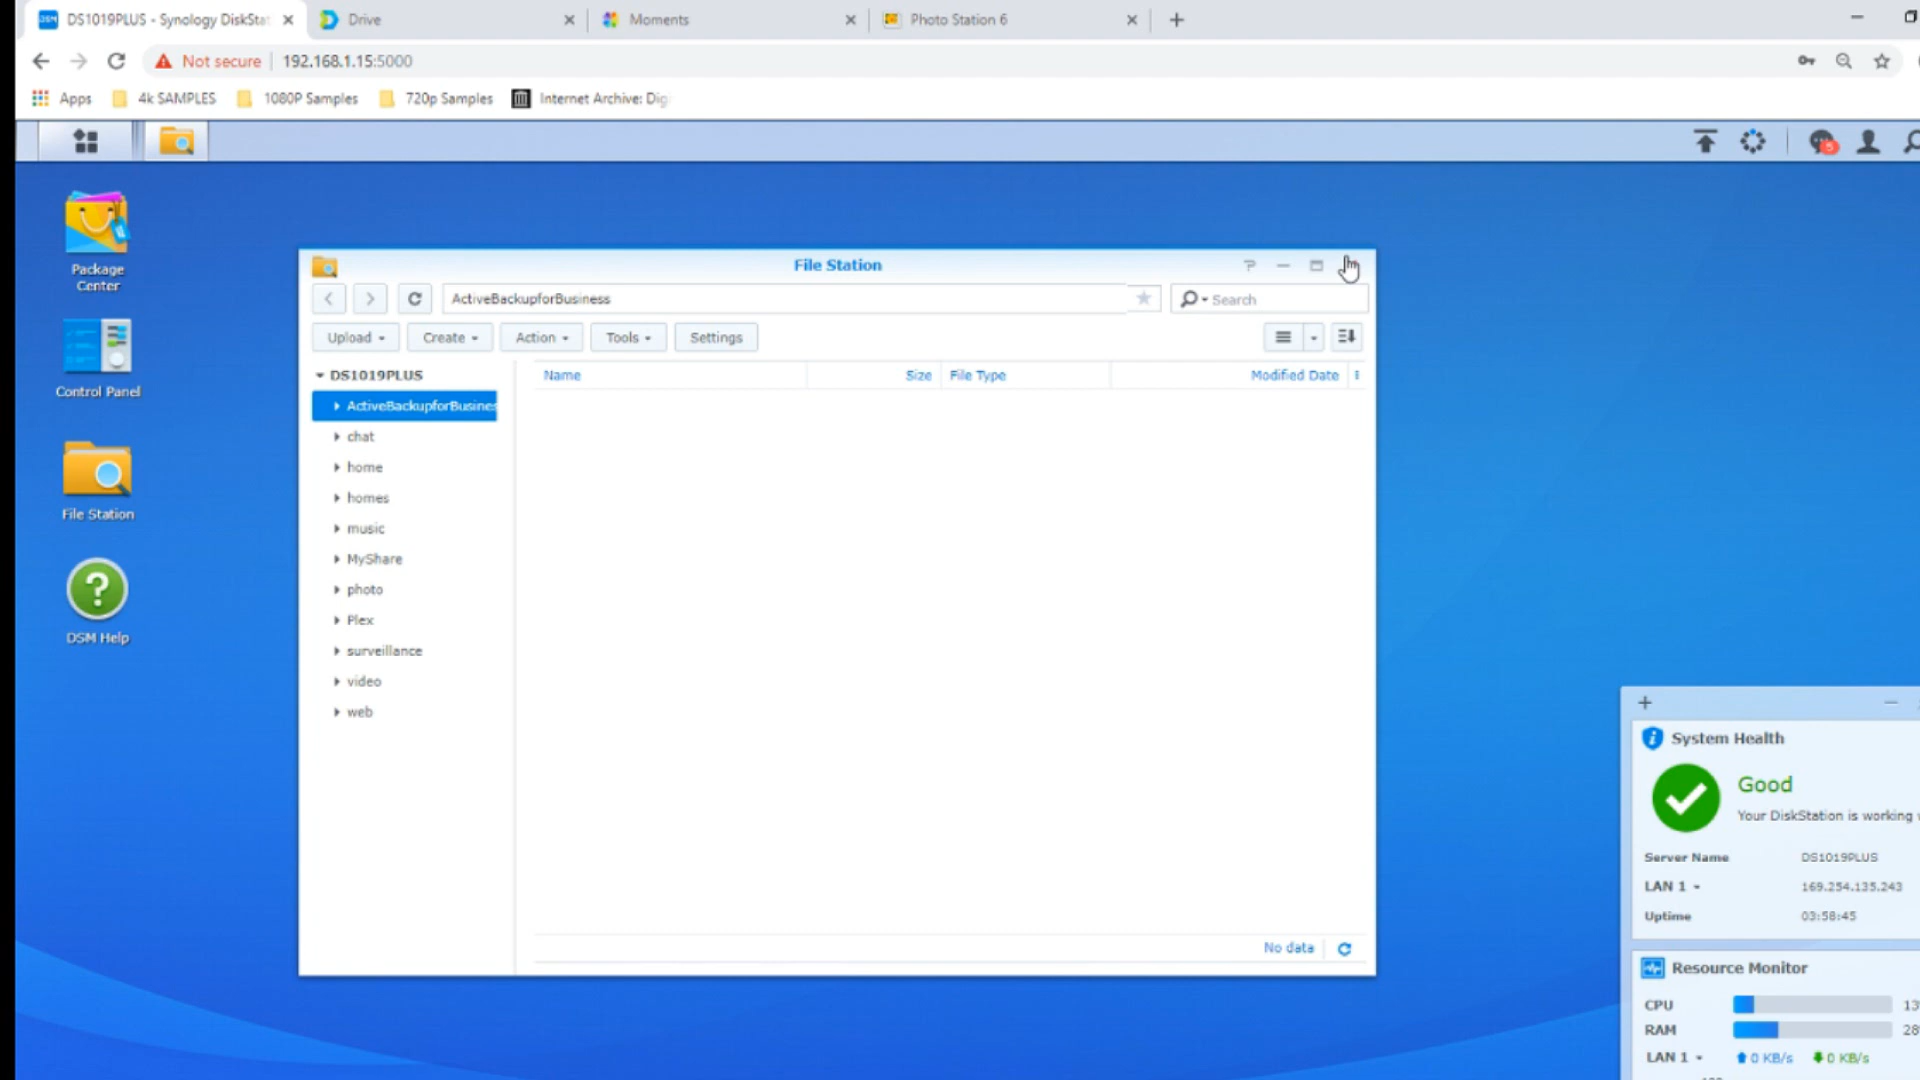 DS1019PLUS - Synology DiskStat
Drive
Moments
Photo Station 6
Not secure
192.168.1.15:5000
Apps
4k SAMPLES
1080P Samples
720p Samples
Internet Archive: Dig
5
Package
Center
Control Panel
File Station
DSM Help
File Station
ActiveBackupforBusiness
Search
Upload
Create
Action
Tools
Settings
DS1019PLUS
ActiveBackupforBusines
chat
home
homes
music
MyShare
photo
Plex
surveillance
video
web
Name
Size
File Type
Modified Date
No data
System Health
Good
Your DiskStation is working
Server Name DS1019PLUS
LAN 1 169.254.135.243
Uptime 03:58:45
Resource Monitor
CPU 13
RAM 28
LAN 1 0 KB/s 0 KB/s